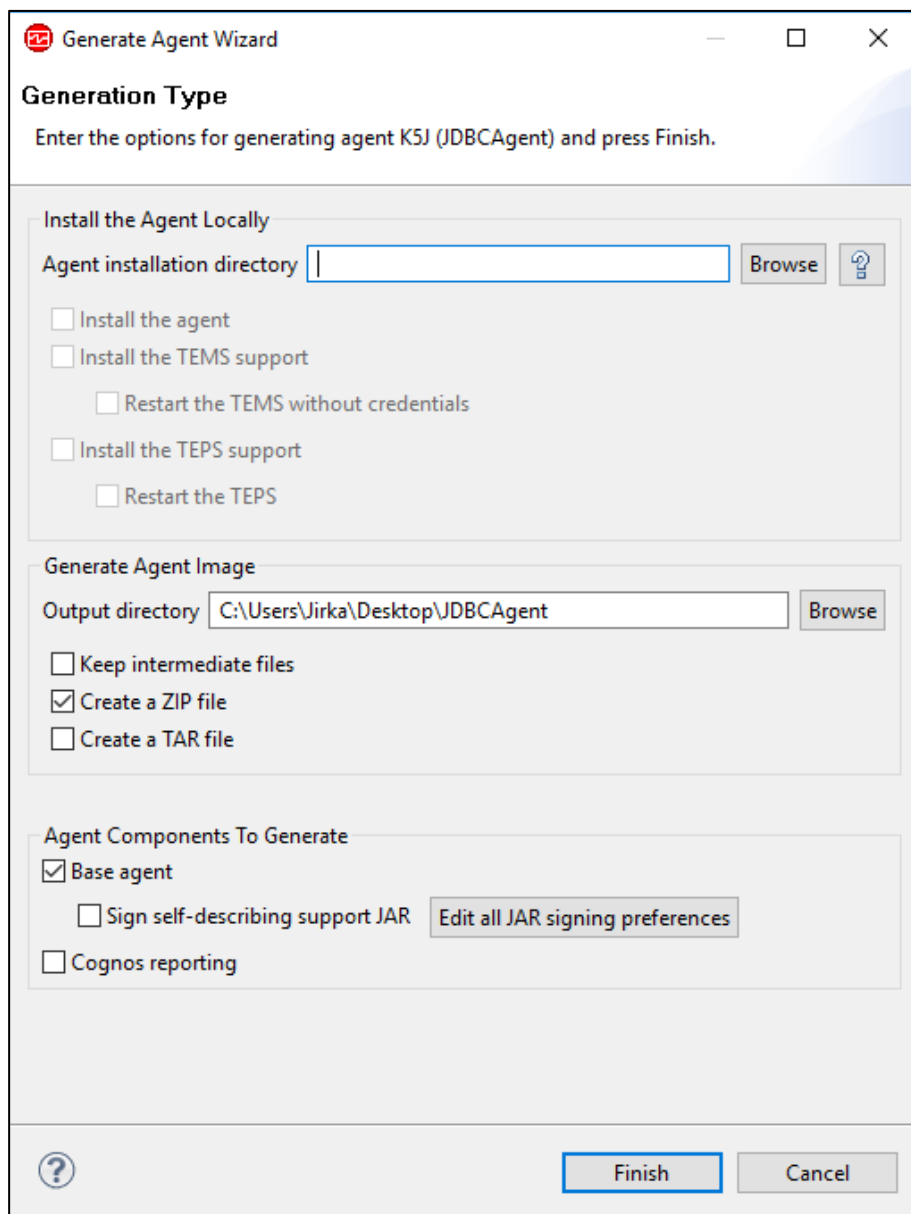 Generate Agent Wizard
Generation Type
Enter the options for generating agent K5J (JDBCAgent) and press Finish.
Install the Agent Locally
Agent installation directory Browse
Install the agent
Install the TEMS support
Restart the TEMS without credentials
Install the TEPS support
Restart the TEPS
Generate Agent Image
Output directory C:\Users\Jirka\Desktop\JDBCAgent Browse
Keep intermediate files
Create a ZIP file
Create a TAR file
Agent Components To Generate
Base agent
Sign self-describing support JAR Edit all JAR signing preferences
Cognos reporting
Finish Cancel